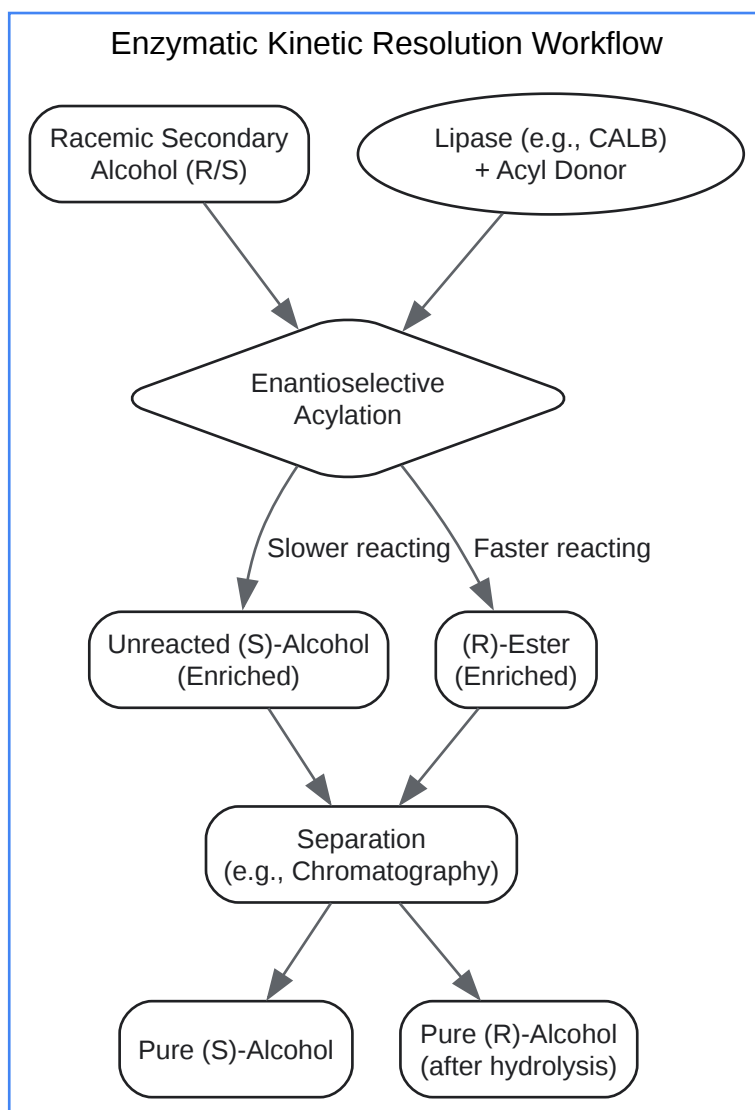 Enzymatic Kinetic Resolution Workflow
Racemic Secondary
Alcohol (R/S)
Lipase (e.g., CALB)
+ Acyl Donor
Enantioselective
Acylation
Slower reacting
Faster reacting
Unreacted (S)-Alcohol
(Enriched)
(R)-Ester
(Enriched)
Separation
(e.g., Chromatography)
Pure (S)-Alcohol
Pure (R)-Alcohol
(after hydrolysis)